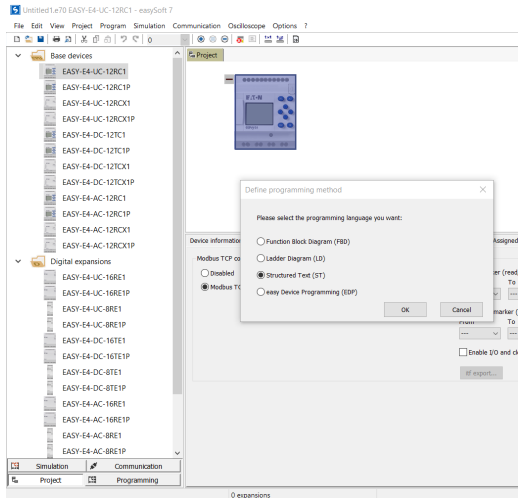 Untitled1.e70 EASY-E4-UC-12RC1 - easySoft 7
File Edit View Project Program Simulation Communication Oscilloscope Options ?
0
Base devices
EASY-E4-UC-12RC1
EASY-E4-UC-12RC1P
EASY-E4-UC-12RCX1
EASY-E4-UC-12RCX1P
EASY-E4-DC-12TC1
EASY-E4-DC-12TC1P
EASY-E4-DC-12TCX1
EASY-E4-DC-12TCX1P
EASY-E4-AC-12RC1
EASY-E4-AC-12RC1P
EASY-E4-AC-12RCX1
EASY-E4-AC-12RCX1P
Digital expansions
EASY-E4-UC-16RE1
EASY-E4-UC-16RE1P
EASY-E4-UC-8RE1
EASY-E4-UC-8RE1P
EASY-E4-DC-16TE1
EASY-E4-DC-16TE1P
EASY-E4-DC-8TE1
EASY-E4-DC-8TE1P
EASY-E4-AC-16RE1
EASY-E4-AC-16RE1P
EASY-E4-AC-8RE1
EASY-E4-AC-8RE1P
Simulation Communication
Project Programming
Project
Define programming method
Please select the programming language you want:
Function Block Diagram (FBD)
Ladder Diagram (LD)
Structured Text (ST)
easy Device Programming (EDP)
OK Cancel
Device information
Assigned
Modbus TCP co
Disabled
Modbus TC
ker (read,
To
---
marker (
From To
--- ---
Enable I/O and clo
rtf export...
0 expansions